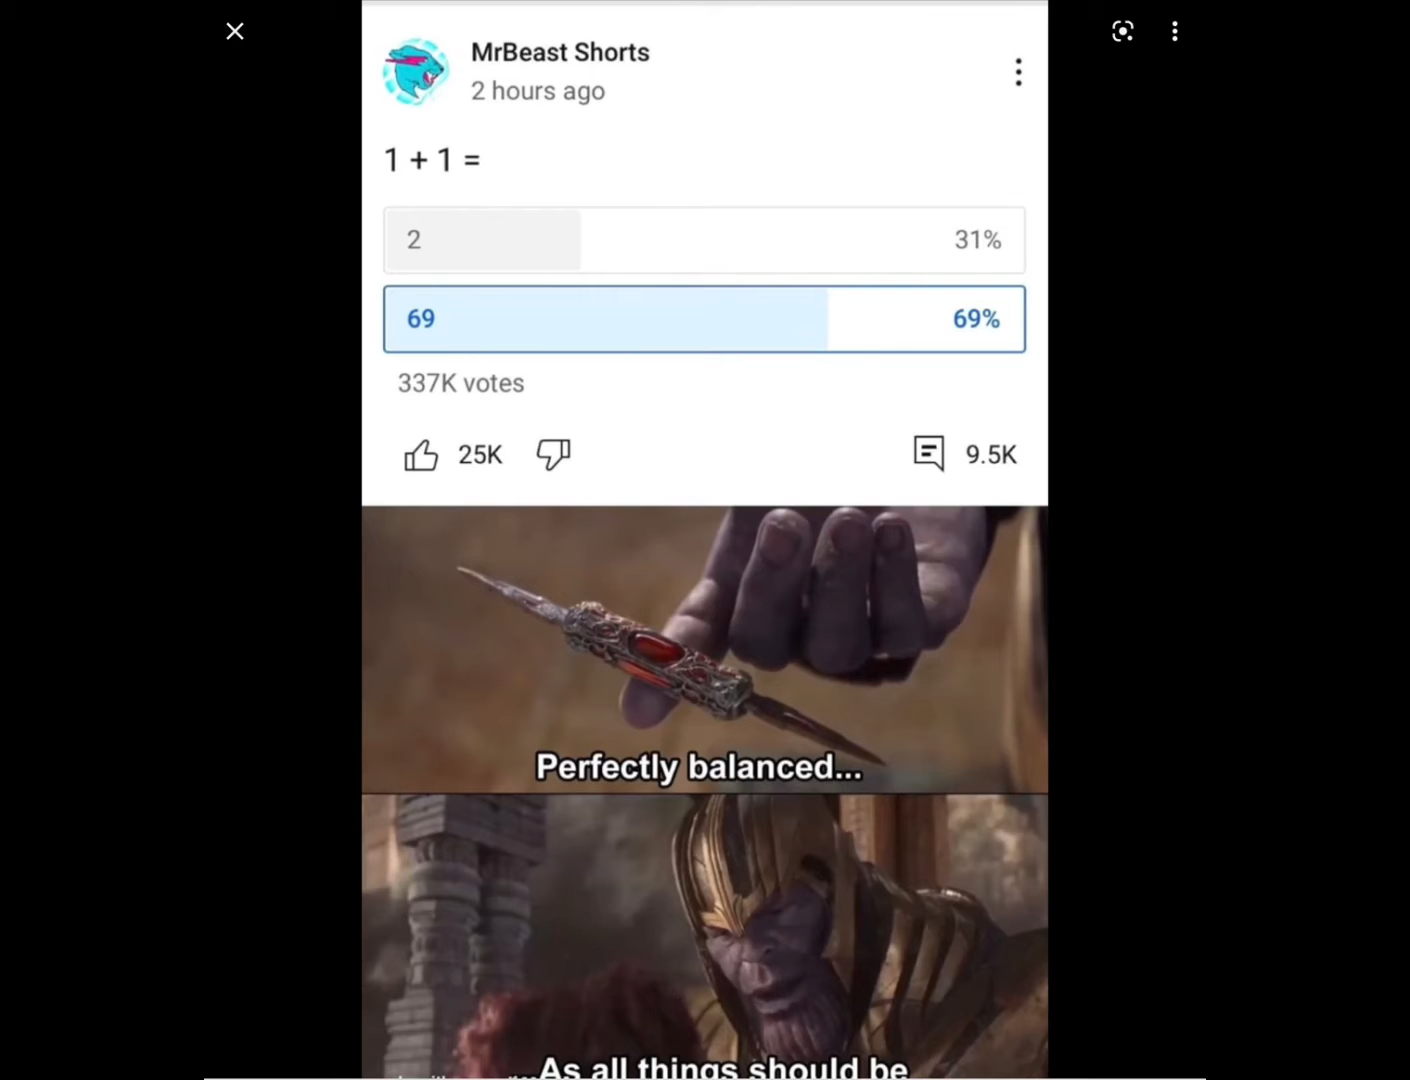 MrBeast Shorts
2 hours ago
1 + 1 =
2 31%
69 69%
337K votes
25K 9.5K
Perfectly balanced...
...As all things should be